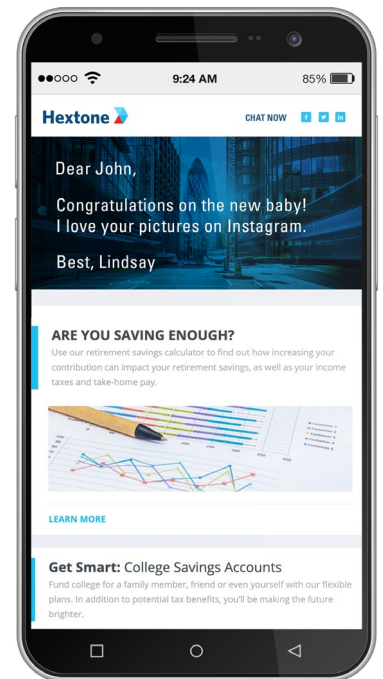 9:24 AM
85%
Hextone
CHAT NOW
Dear John,
Congratulations on the new baby!
I love your pictures on Instagram.
Best, Lindsay
ARE YOU SAVING ENOUGH?
Use our retirement savings calculator to find out how increasing your
contribution can impact your retirement savings, as well as your income
taxes and take-home pay.
LEARN MORE
Get Smart: College Savings Accounts
Fund college for a family member, friend or even yourself with our flexible
plans. In addition to potential tax benefits, you'll be making the future
brighter.